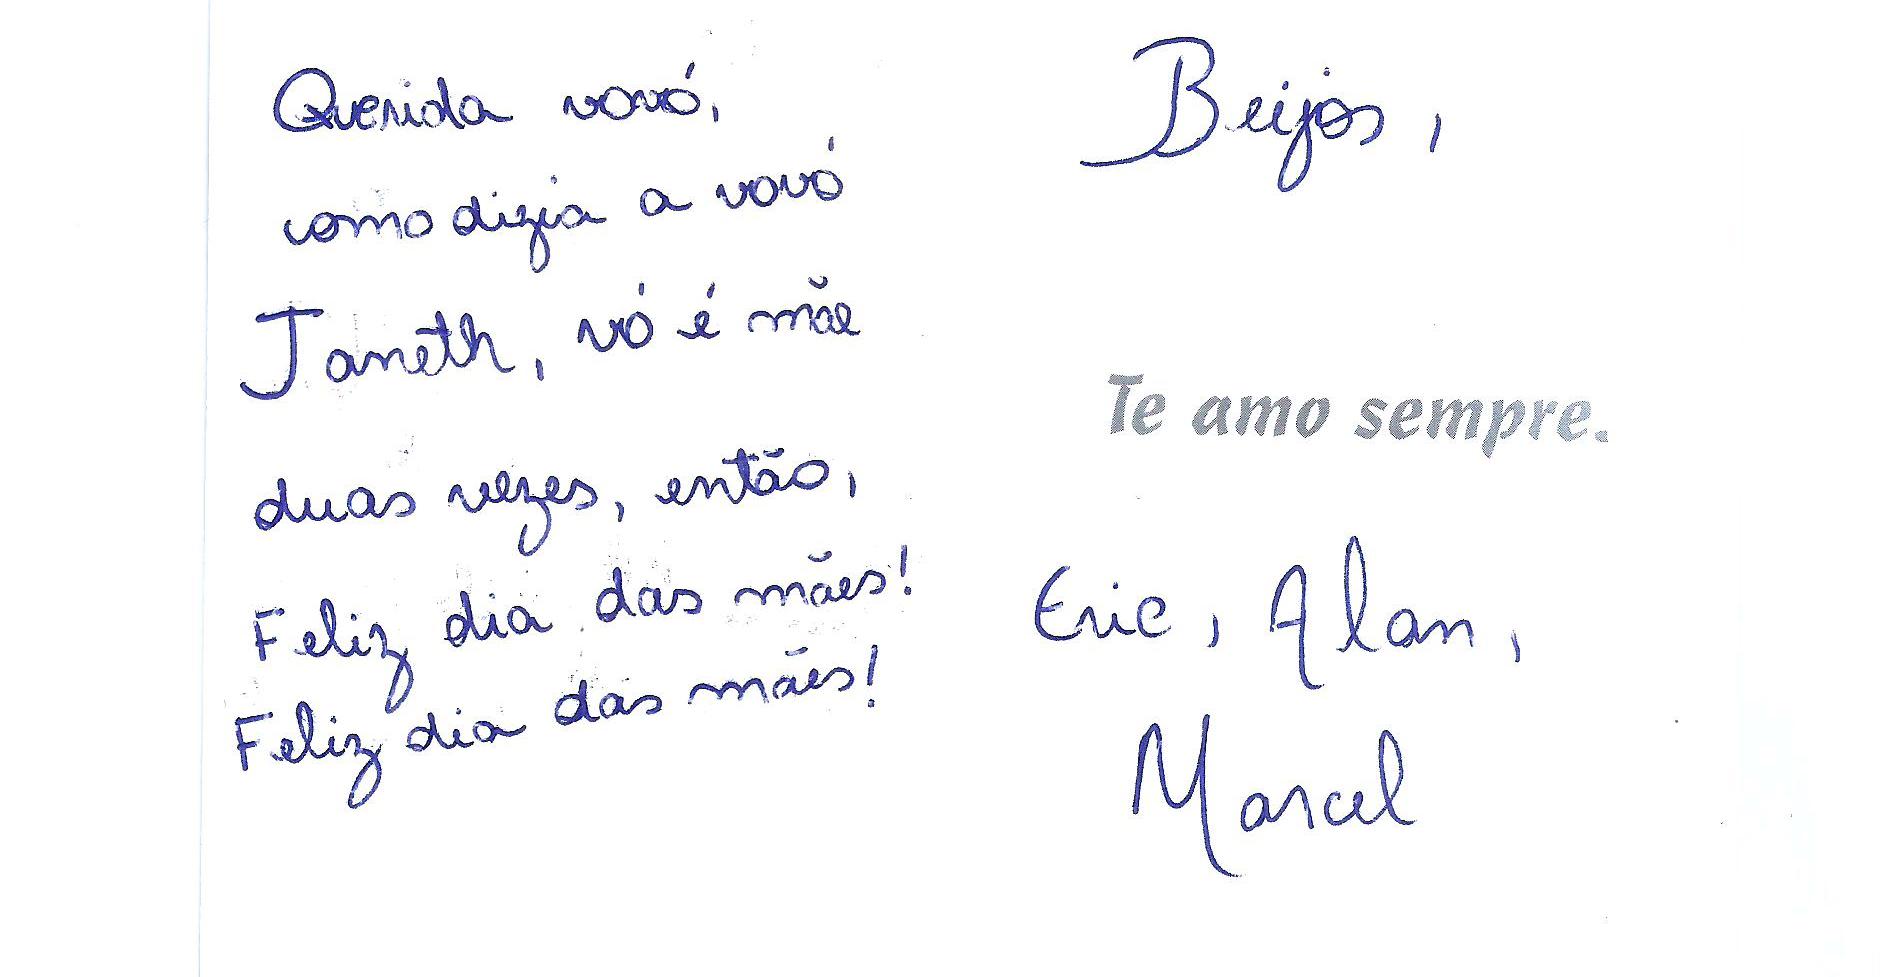 Querida vovó,
como dizia a vovó
Janeth, vó é mãe
duas vezes, então,
Feliz dia das mães!
Feliz dia das mães!
Beijos,
Te amo sempre.
Eric, Alan,
Marcel